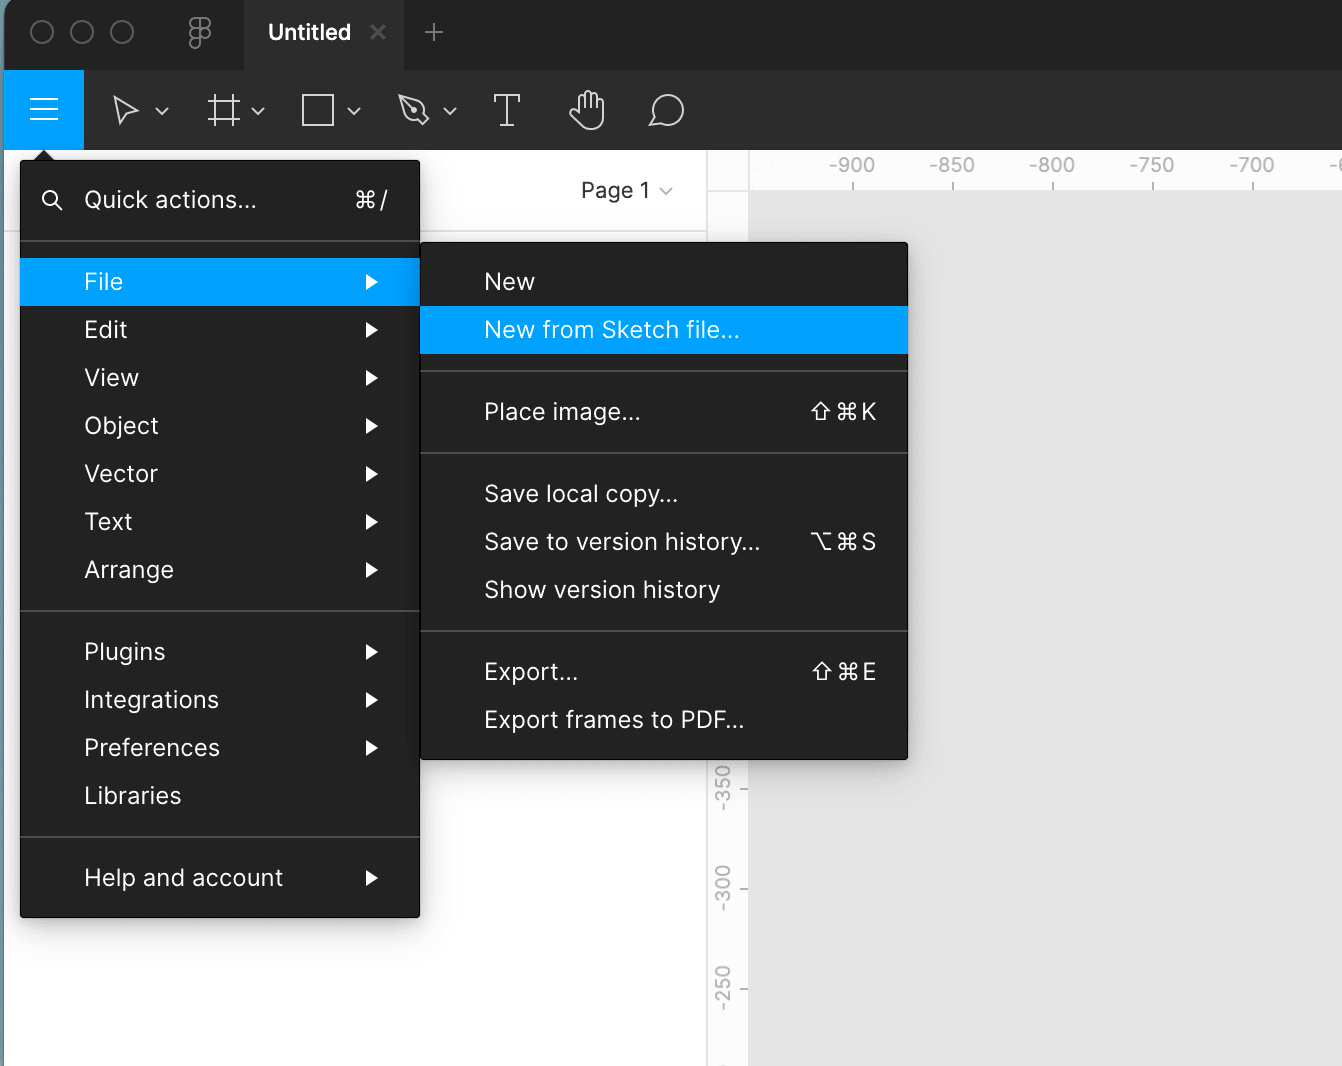 Untitled
Page 1
-900 -850 -800 -750 -700
Quick actions... ⌘/
File
Edit
View
Object
Vector
Text
Arrange
Plugins
Integrations
Preferences
Libraries
Help and account
New
New from Sketch file...
Place image... ⇧⌘K
Save local copy...
Save to version history... ⌥⌘S
Show version history
Export... ⇧⌘E
Export frames to PDF...
-350
-300
-250